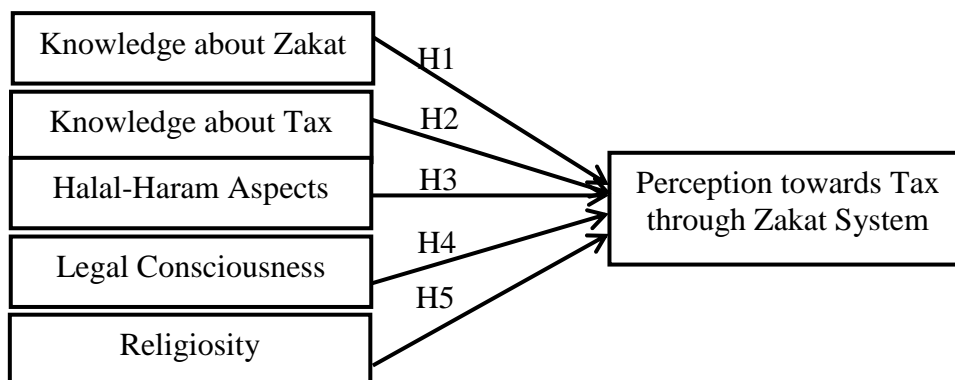 Knowledge about Zakat
H1
Knowledge about Tax
H2
Halal-Haram Aspects
H3
Perception towards Tax
through Zakat System
Legal Consciousness
H4
H5
Religiosity